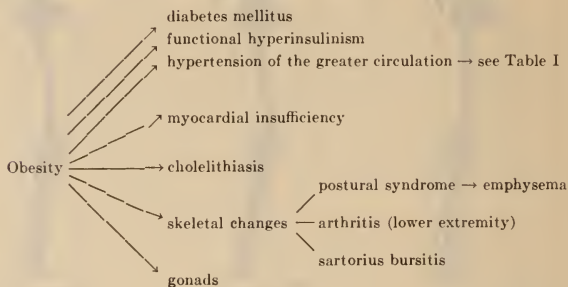 diabetes mellitus
functional hyperinsulinism
hypertension of the greater circulation → see Table I
myocardial insufficiency
Obesity → cholelithiasis
postural syndrome → emphysema
skeletal changes — arthritis (lower extremity)
sartorius bursitis
gonads